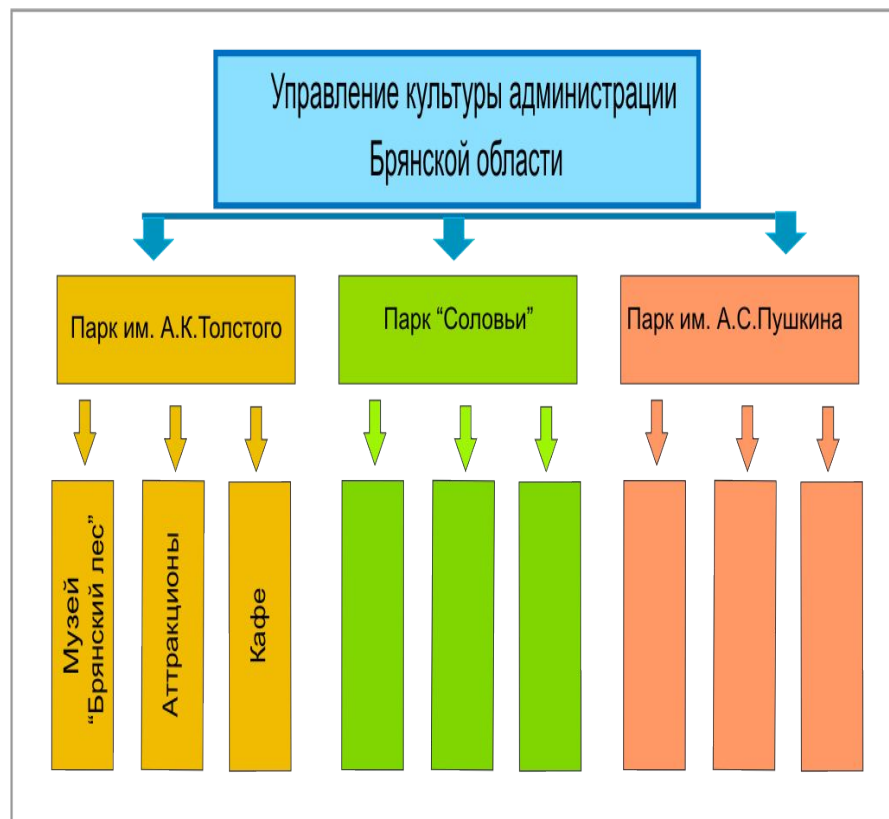 Управление культуры администрации
Брянской области
Парк им. А.К.Толстого
Парк “Соловьи”
Парк им. А.С.Пушкина
Музей
“Брянский лес”
Аттракционы
Кафе